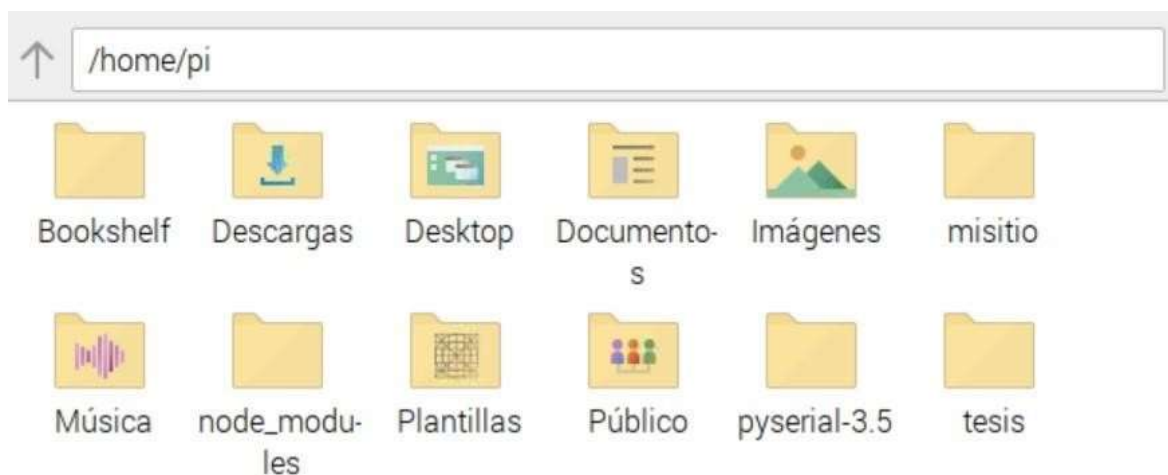 /home/pi
Bookshelf Descargas Desktop Documento-
s Imágenes misitio
Música node_modu-
les Plantillas Público pyserial-3.5 tesis